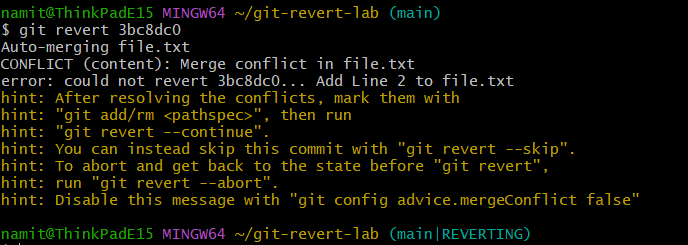 namit@ThinkPadE15 MINGW64 ~/git-revert-lab (main)
$ git revert 3bc8dc0
Auto-merging file.txt
CONFLICT (content): Merge conflict in file.txt
error: could not revert 3bc8dc0... Add Line 2 to file.txt
hint: After resolving the conflicts, mark them with
hint: "git add/rm <pathspec>", then run
hint: "git revert --continue".
hint: You can instead skip this commit with "git revert --skip".
hint: To abort and get back to the state before "git revert",
hint: run "git revert --abort".
hint: Disable this message with "git config advice.mergeConflict false"
namit@ThinkPadE15 MINGW64 ~/git-revert-lab (main|REVERTING)